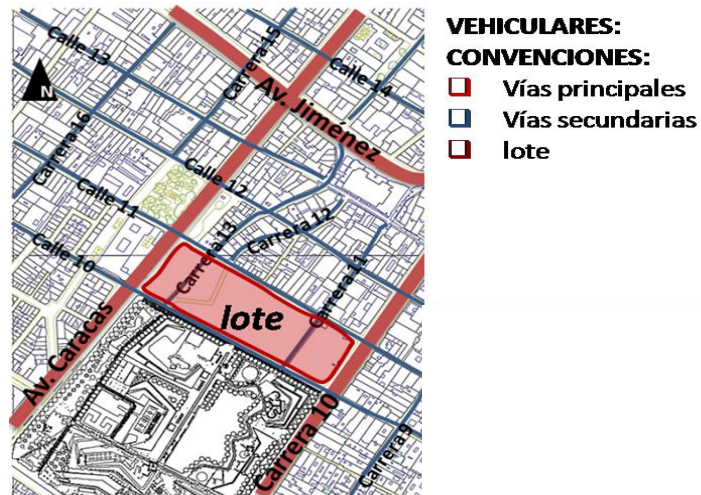 VEHICULARES:
CONVENCIONES:
Vías principales
Vías secundarias
lote
Calle 13
Carrera 15
Calle 14
Av. Jiménez
N
Carrera 16
Calle 12
Calle 11
Carrera 12
Calle 10
Carrera 13
Carrera 11
lote
Av. Caracas
Carrera 10
Carrera 9